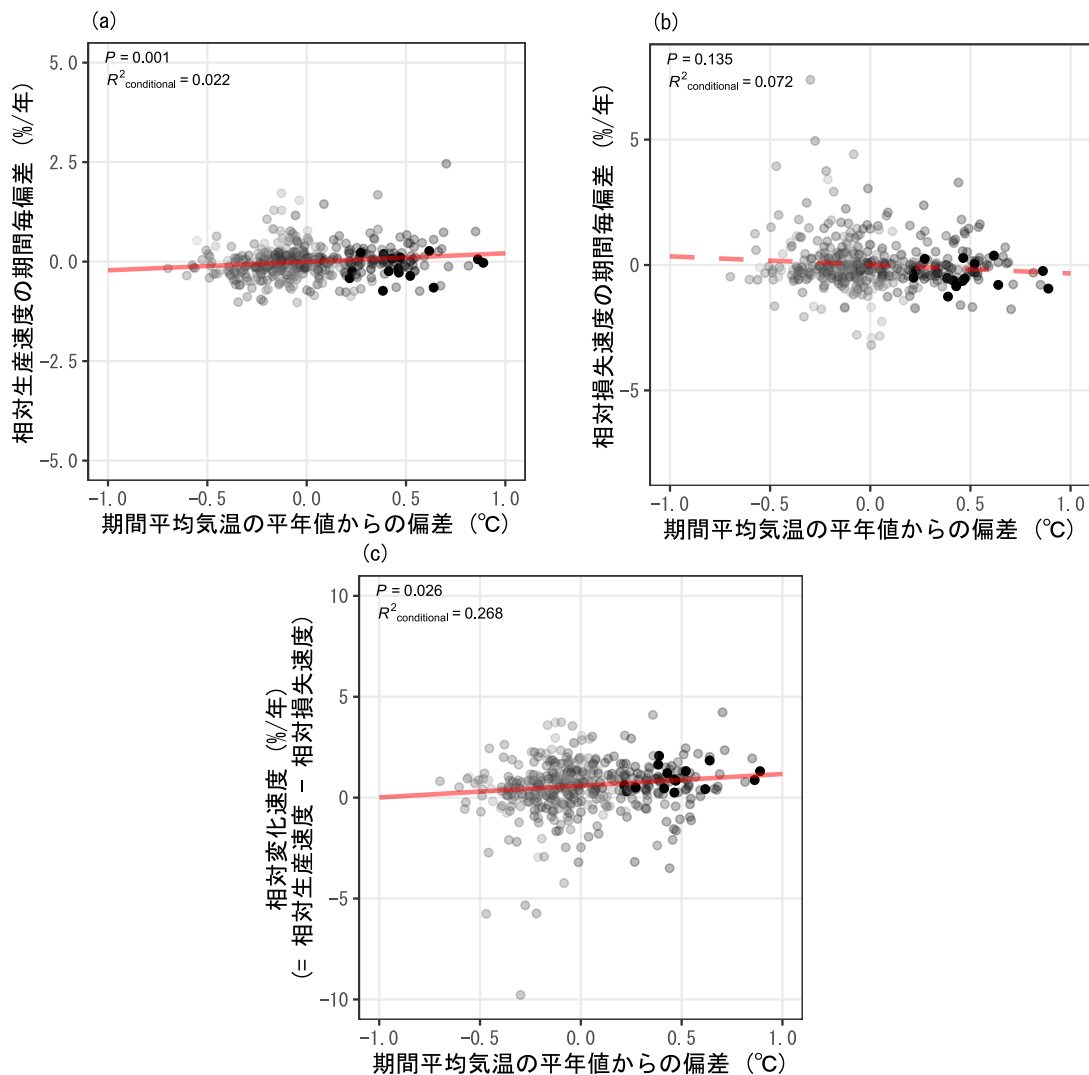 (a)
P = 0.001
R²conditional = 0.022
相対生産速度の期間毎偏差 (%/年)
5.0
2.5
0.0
−2.5
−5.0
−1.0 −0.5 0.0 0.5 1.0
期間平均気温の平年値からの偏差 (℃)
(b)
P = 0.135
R²conditional = 0.072
相対損失速度の期間毎偏差 (%/年)
5
0
−5
−1.0 −0.5 0.0 0.5 1.0
期間平均気温の平年値からの偏差 (℃)
(c)
P = 0.026
R²conditional = 0.268
相対変化速度 (%/年)
(= 相対生産速度 − 相対損失速度)
10
5
0
−5
−10
−1.0 −0.5 0.0 0.5 1.0
期間平均気温の平年値からの偏差 (℃)